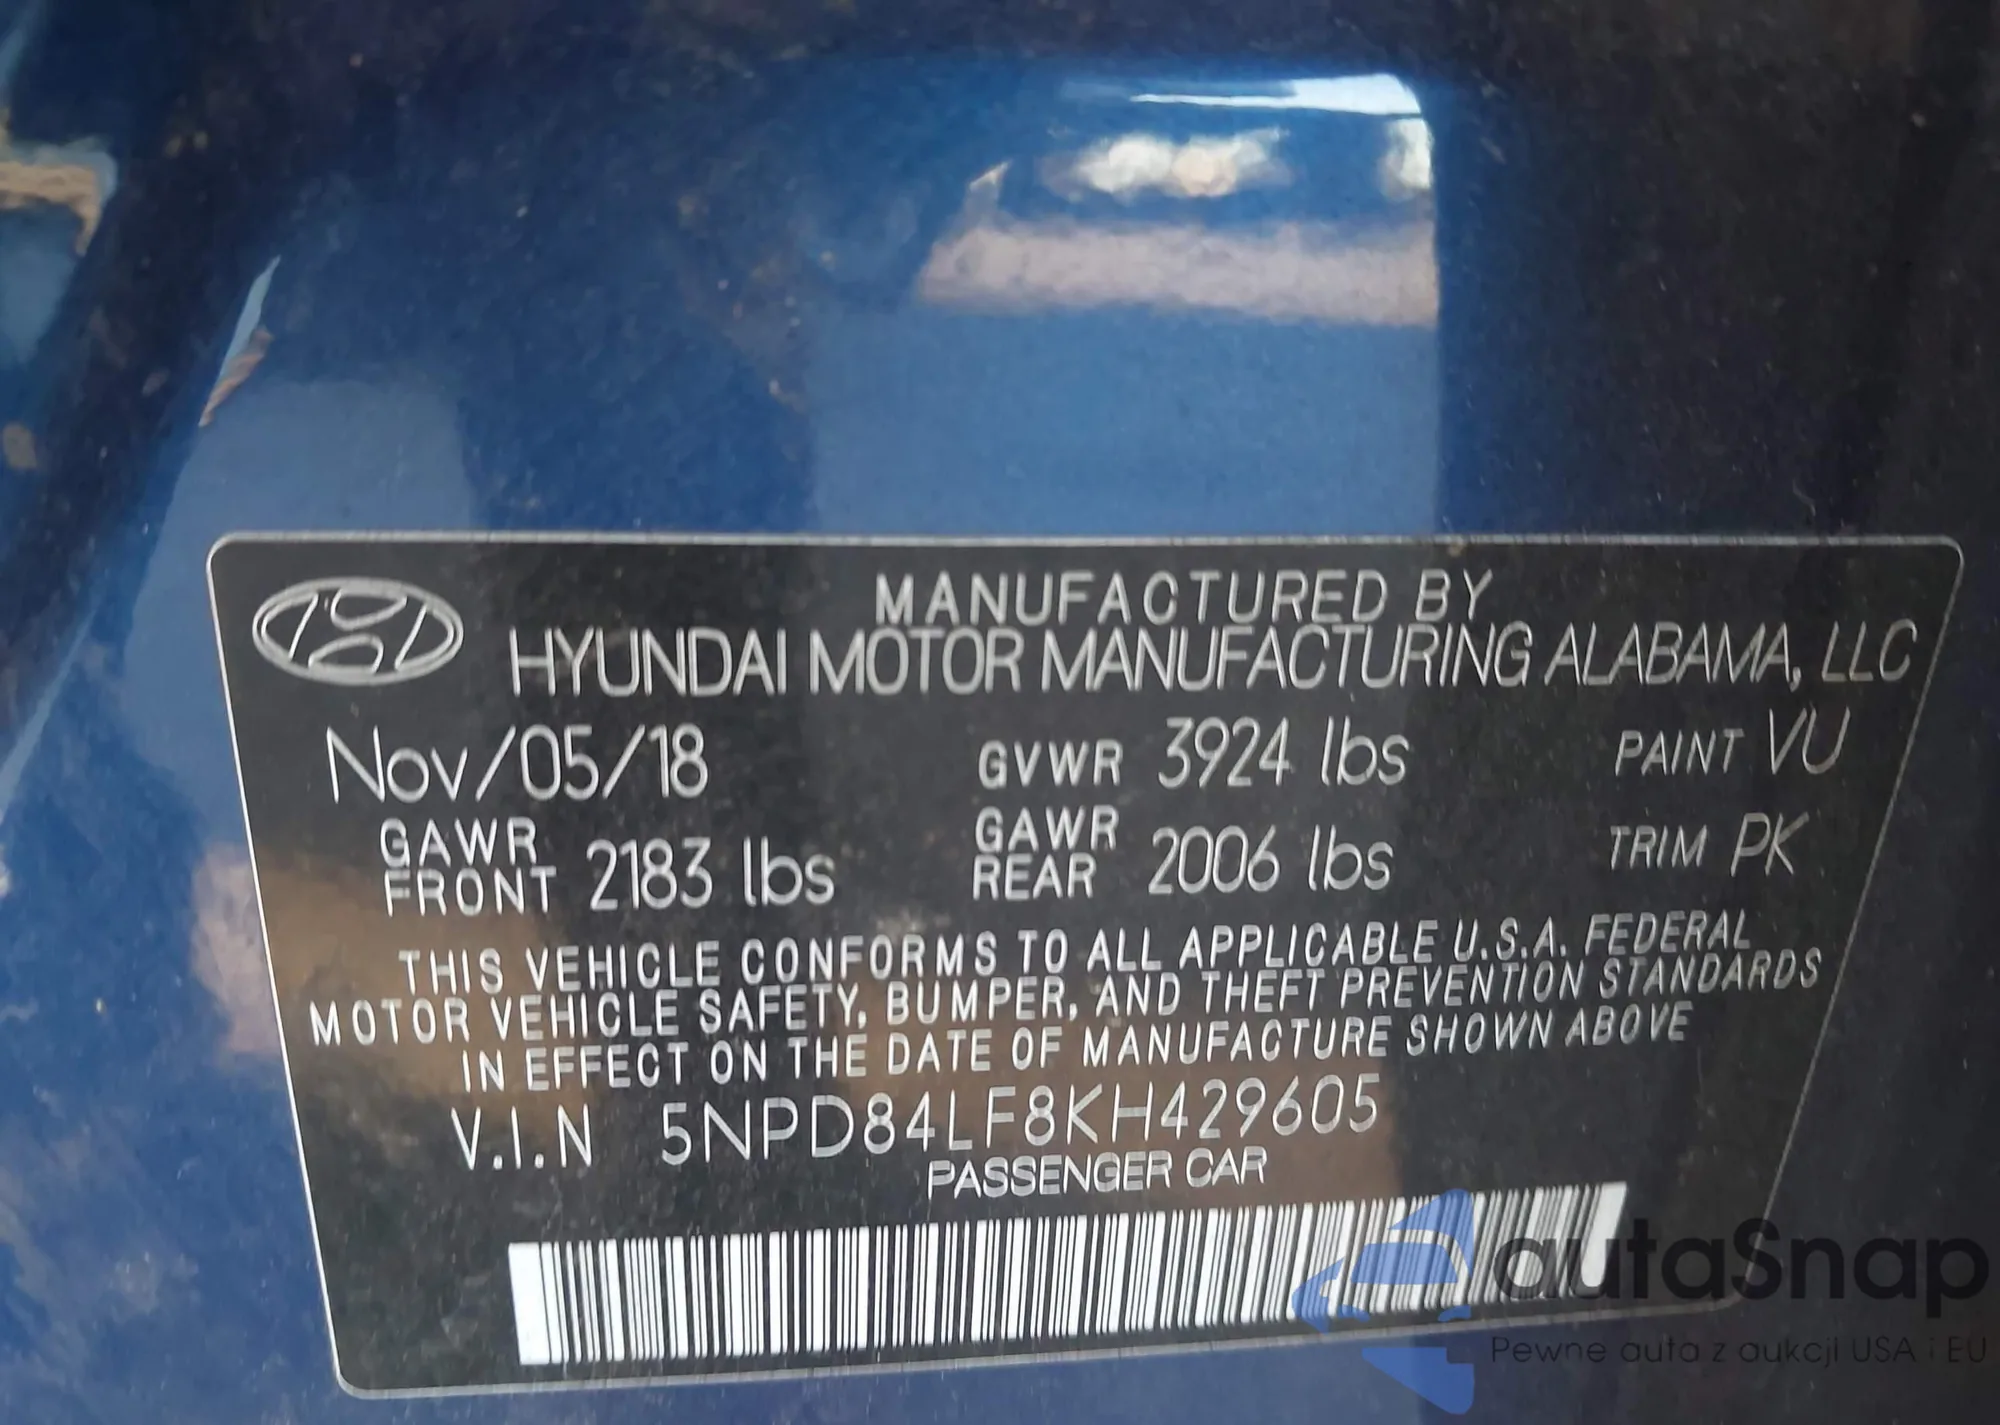 MANUFACTURED BY
HYUNDAI MOTOR MANUFACTURING ALABAMA, LLC
Nov/05/18 GVWR 3924 lbs PAINT VU
GAWR FRONT 2183 lbs GAWR REAR 2006 lbs TRIM PK
THIS VEHICLE CONFORMS TO ALL APPLICABLE U.S.A. FEDERAL
MOTOR VEHICLE SAFETY, BUMPER, AND THEFT PREVENTION STANDARDS
IN EFFECT ON THE DATE OF MANUFACTURE SHOWN ABOVE
V.I.N 5NPD84LF8KH429605
PASSENGER CAR
autaSnap
Pewne auta z aukcji USA i EU